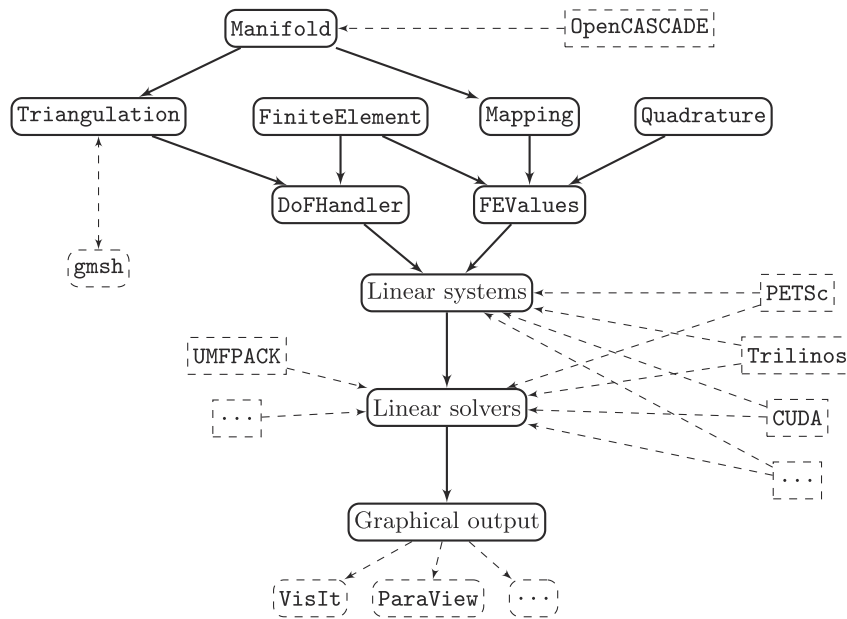 Manifold
OpenCASCADE
Triangulation
FiniteElement
Mapping
Quadrature
DoFHandler
FEValues
gmsh
Linear systems
PETSc
UMFPACK
Trilinos
...
Linear solvers
CUDA
...
Graphical output
VisIt
ParaView
...